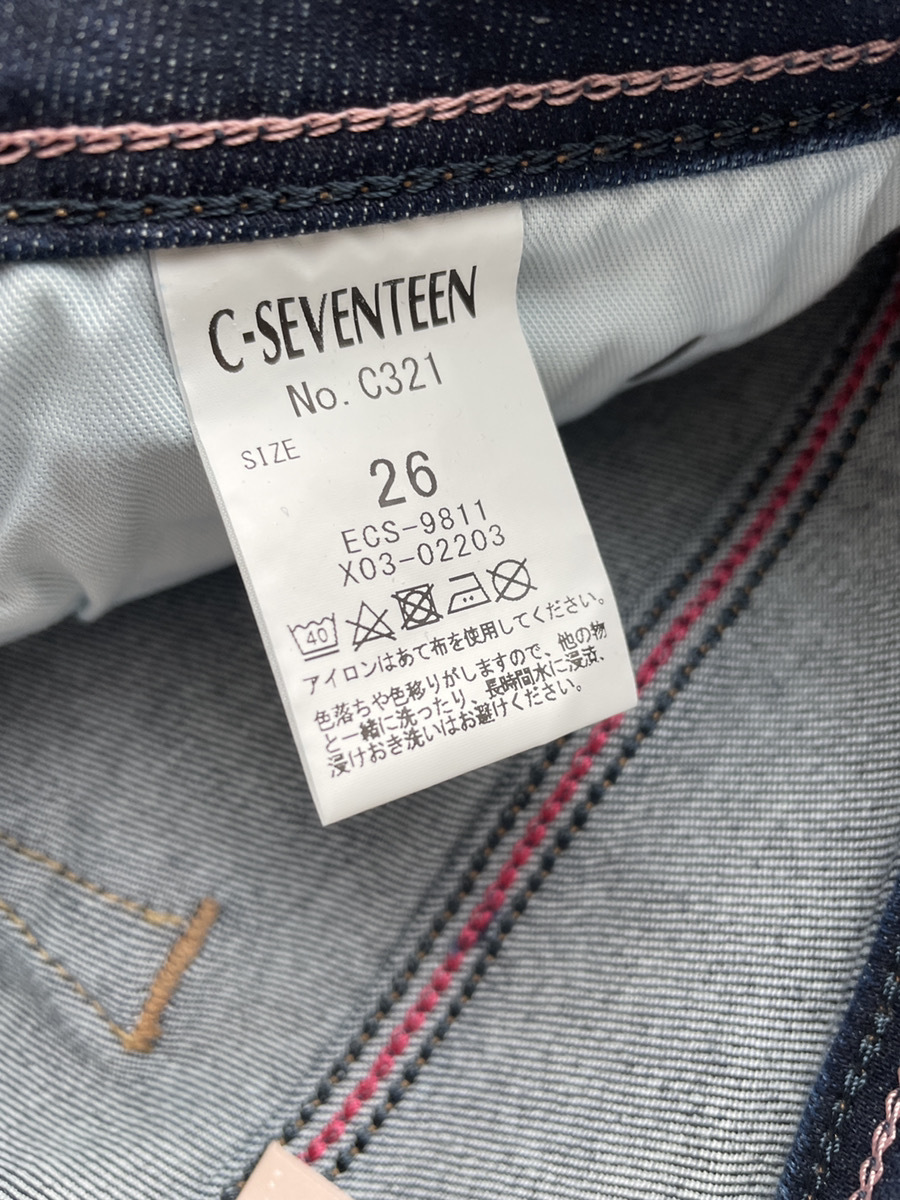 C-SEVENTEEN
No. C321
SIZE
26
ECS-9811
X03-02203
40
アイロンはあて布を使用してください。
色落ちや色移りがしますので、他の物
と一緒に洗ったり、長時間水に浸漬、
浸けおき洗いはお避けください。